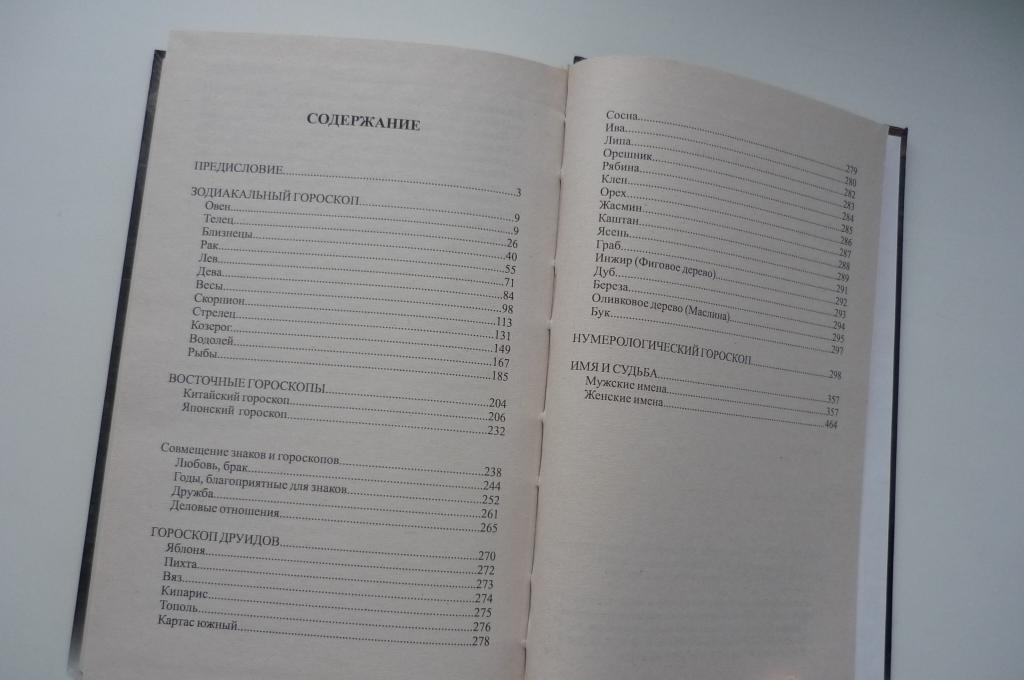 СОДЕРЖАНИЕ
ПРЕДИСЛОВИЕ.....3
ЗОДИАКАЛЬНЫЙ ГОРОСКОП.....9
Овен.....9
Телец.....26
Близнецы.....40
Рак.....55
Лев.....71
Дева.....84
Весы.....98
Скорпион.....113
Стрелец.....131
Козерог.....149
Водолей.....167
Рыбы.....185
ВОСТОЧНЫЕ ГОРОСКОПЫ.....204
Китайский гороскоп.....206
Японский гороскоп.....232
Совмещение знаков и гороскопов.....238
Любовь, брак.....244
Годы, благоприятные для знаков.....252
Дружба.....261
Деловые отношения.....265
ГОРОСКОП ДРУИДОВ.....270
Яблоня.....272
Пихта.....273
Вяз.....274
Кипарис.....275
Тополь.....276
Картас южный.....278
Сосна.....279
Ива.....280
Липа.....282
Орешник.....283
Рябина.....284
Клен.....285
Орех.....286
Жасмин.....287
Каштан.....288
Ясень.....289
Граб.....291
Инжир (Фиговое дерево).....292
Дуб.....293
Береза.....294
Оливковое дерево (Маслина).....295
Бук.....297
НУМЕРОЛОГИЧЕСКИЙ ГОРОСКОП.....298
ИМЯ И СУДЬБА.....357
Мужские имена.....357
Женские имена.....464